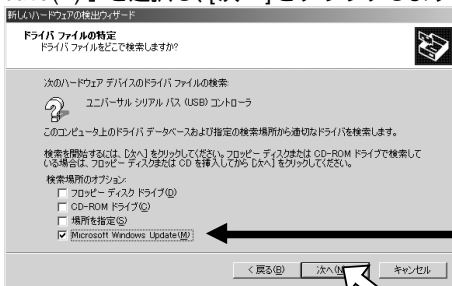 新しいハードウェアの検出ウィザード
ドライバ ファイルの特定
ドライバ ファイルをどこで検索しますか?
次のハードウェア デバイスのドライバ ファイルの検索:
ユニバーサル シリアル バス (USB) コントローラ
このコンピュータ上のドライバ データベースおよび指定の検索場所から適切なドライバを検索します。
検索を開始するには、[次へ] をクリックしてください。フロッピー ディスクまたは CD-ROM ドライブで検索して
いる場合は、フロッピー ディスクまたは CD を挿入してから [次へ] をクリックしてください。
検索場所のオプション:
フロッピー ディスク ドライブ(D)
CD-ROM ドライブ(C)
場所を指定(S)
Microsoft Windows Update(M)
< 戻る(B)
次へ(N)
キャンセル